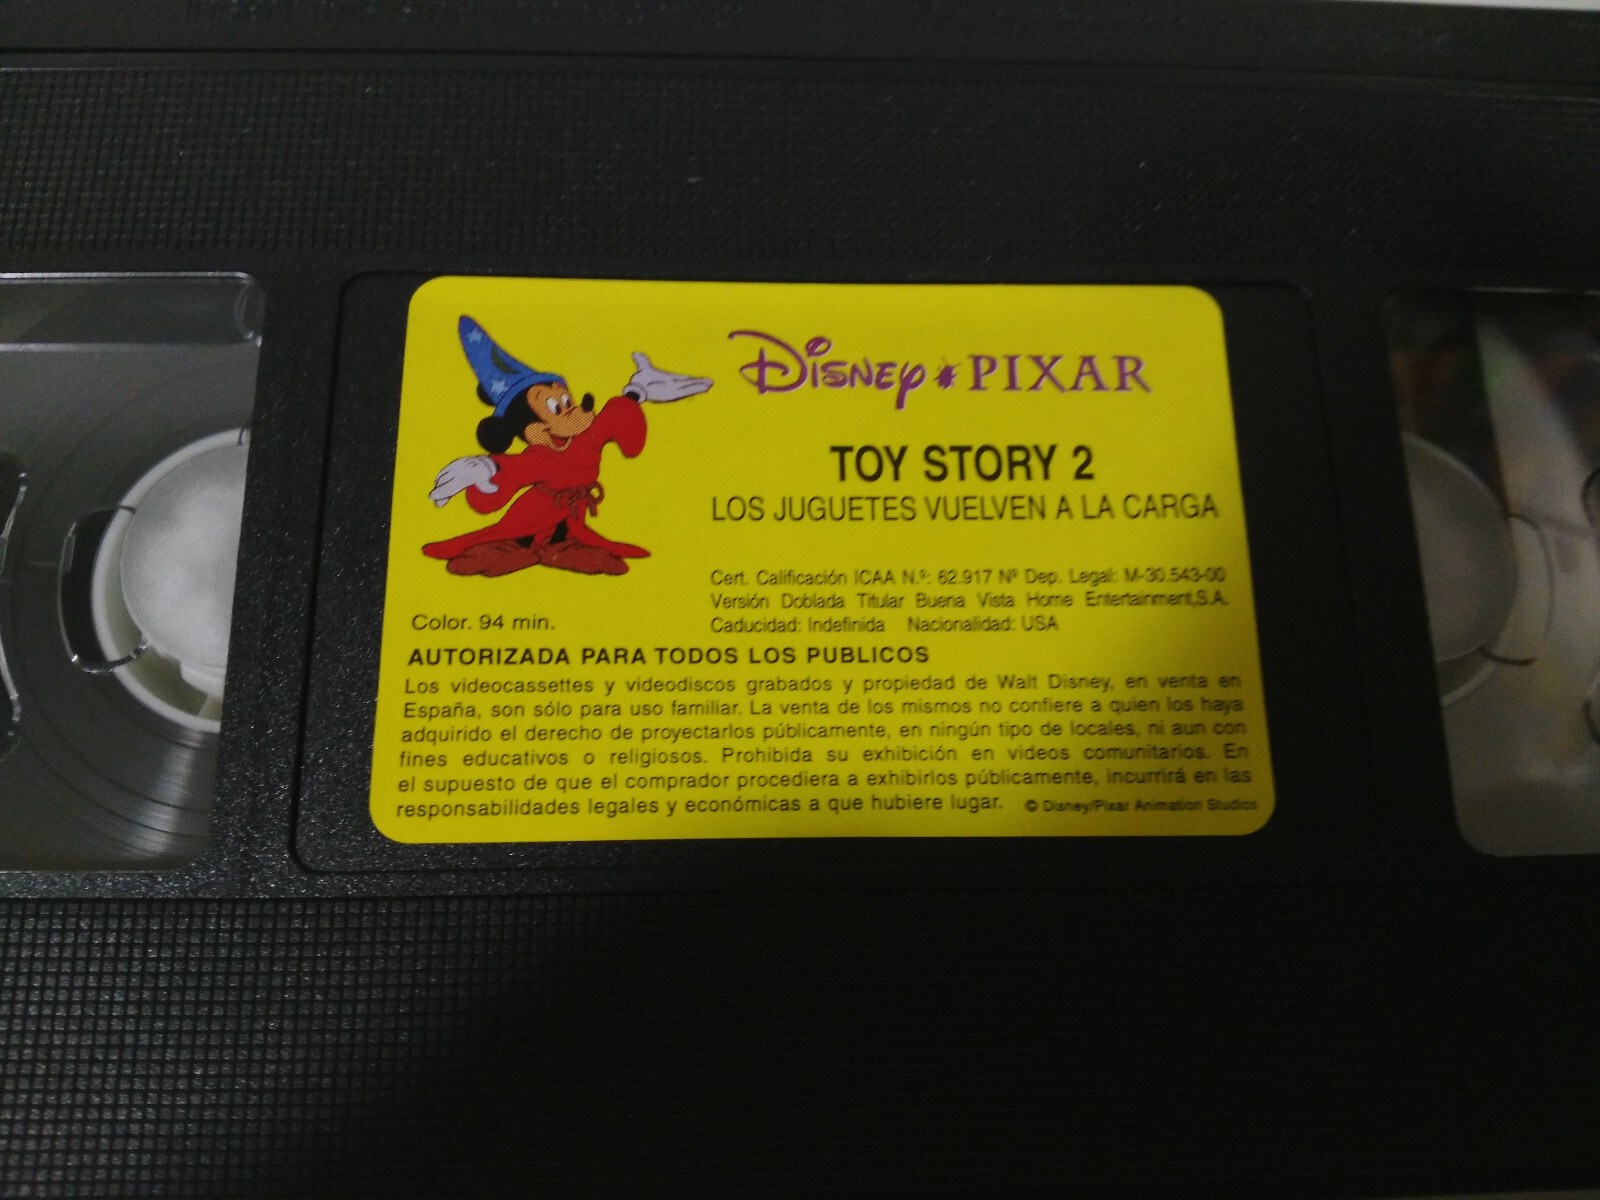 DISNEY PIXAR
TOY STORY 2
LOS JUGUETES VUELVEN A LA CARGA
Cert. Calificación ICAA N.º: 62.917 Nº Dep. Legal: M-30.543-00
Versión Doblada Titular Buena Vista Home Entertainment,S.A.
Caducidad: Indefinida Nacionalidad: USA
Color. 94 min.
AUTORIZADA PARA TODOS LOS PUBLICOS
Los videocassettes y videodiscos grabados y propiedad de Walt Disney, en venta en
España, son sólo para uso familiar. La venta de los mismos no confiere a quien los haya
adquirido el derecho de proyectarlos públicamente, en ningún tipo de locales, ni aun con
fines educativos o religiosos. Prohibida su exhibición en videos comunitarios. En
el supuesto de que el comprador procediera a exhibirlos públicamente, incurrirá en las
responsabilidades legales y económicas a que hubiere lugar. © Disney/Pixar Animation Studios